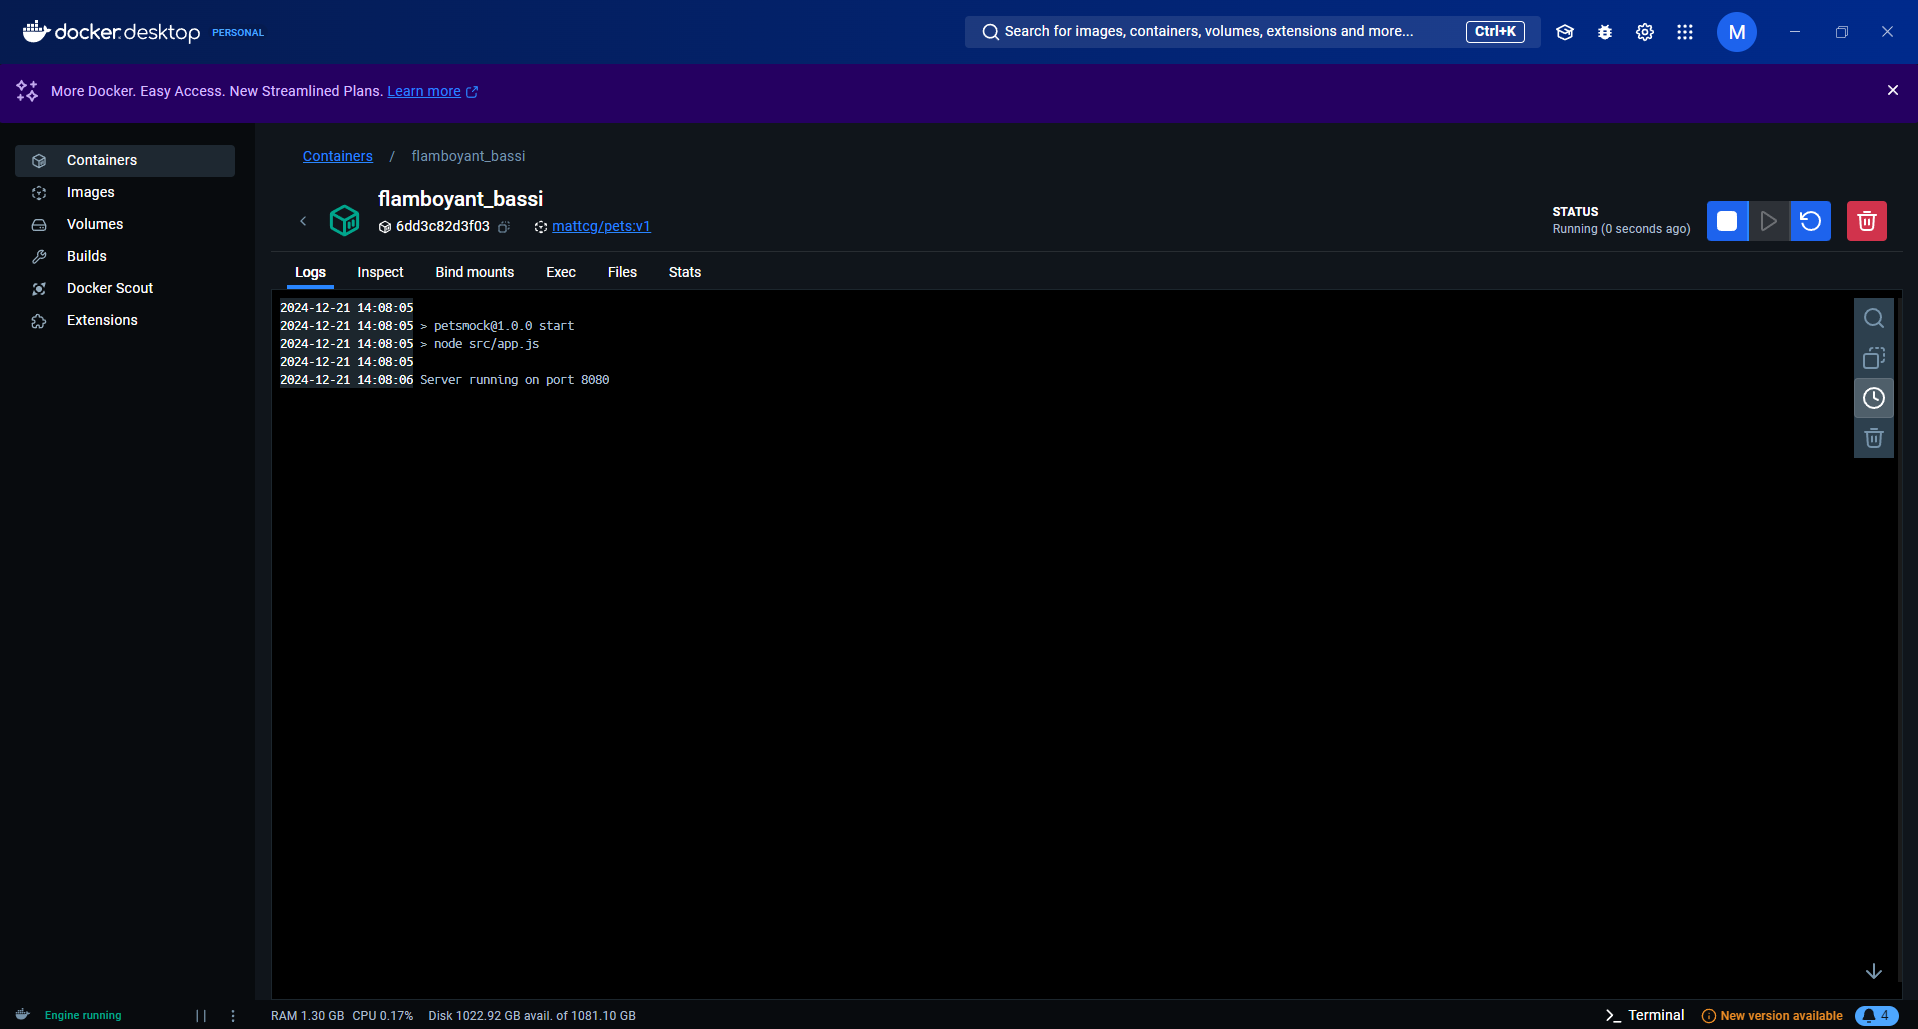 docker desktop PERSONAL
Search for images, containers, volumes, extensions and more... Ctrl+K
M
More Docker. Easy Access. New Streamlined Plans. Learn more
Containers
Images
Volumes
Builds
Docker Scout
Extensions
Containers / flamboyant_bassi
flamboyant_bassi
6dd3c82d3f03 mattcg/pets:v1
STATUS
Running (0 seconds ago)
Logs Inspect Bind mounts Exec Files Stats
2024-12-21 14:08:05
2024-12-21 14:08:05 > petsmock@1.0.0 start
2024-12-21 14:08:05 > node src/app.js
2024-12-21 14:08:05
2024-12-21 14:08:06 Server running on port 8080
Engine running
RAM 1.30 GB CPU 0.17% Disk 1022.92 GB avail. of 1081.10 GB
>_ Terminal
New version available
4